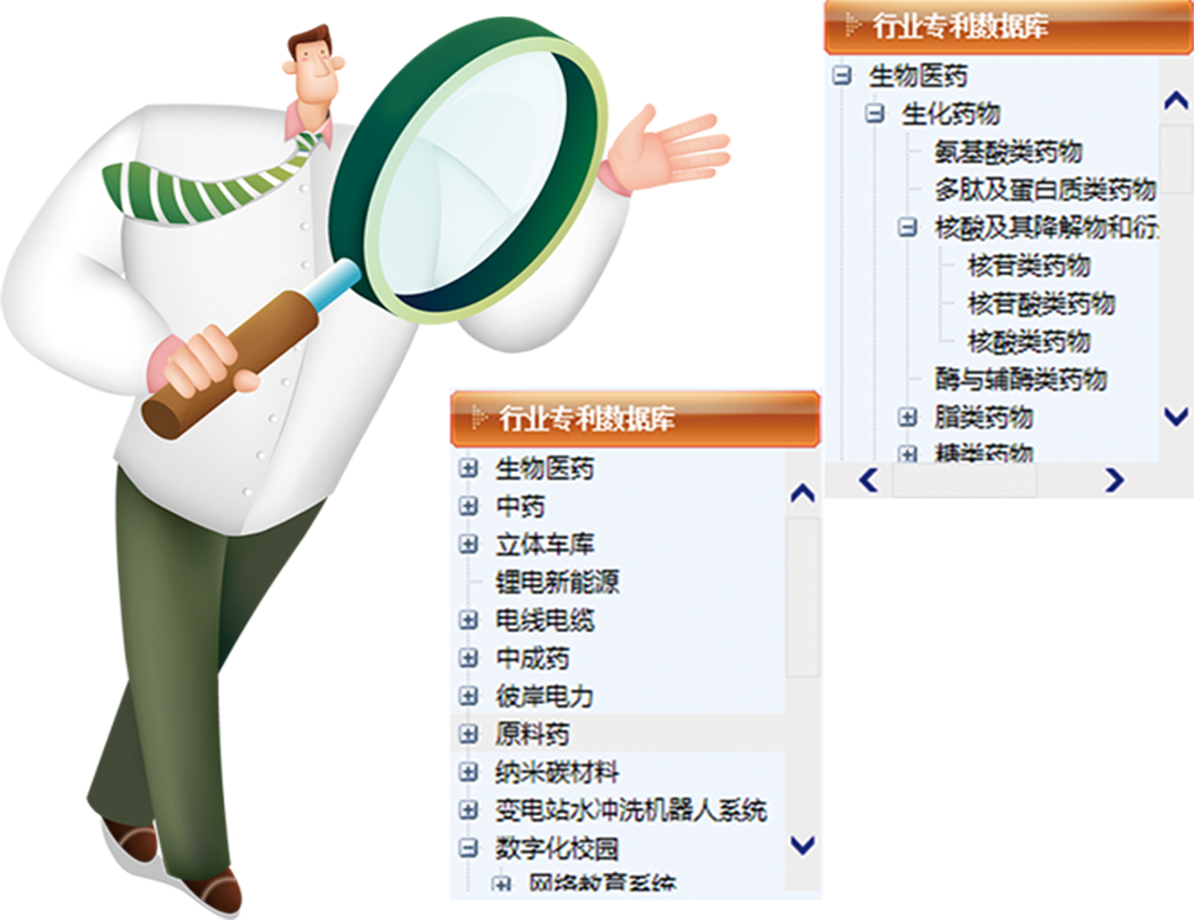 行业专利数据库
生物医药
生化药物
氨基酸类药物
多肽及蛋白质类药物
核酸及其降解物和衍
核苷类药物
核苷酸类药物
核酸类药物
酶与辅酶类药物
脂类药物
糖类药物
行业专利数据库
生物医药
中药
立体车库
锂电新能源
电线电缆
中成药
彼岸电力
原料药
纳米碳材料
变电站水冲洗机器人系统
数字化校园
网络教育系统